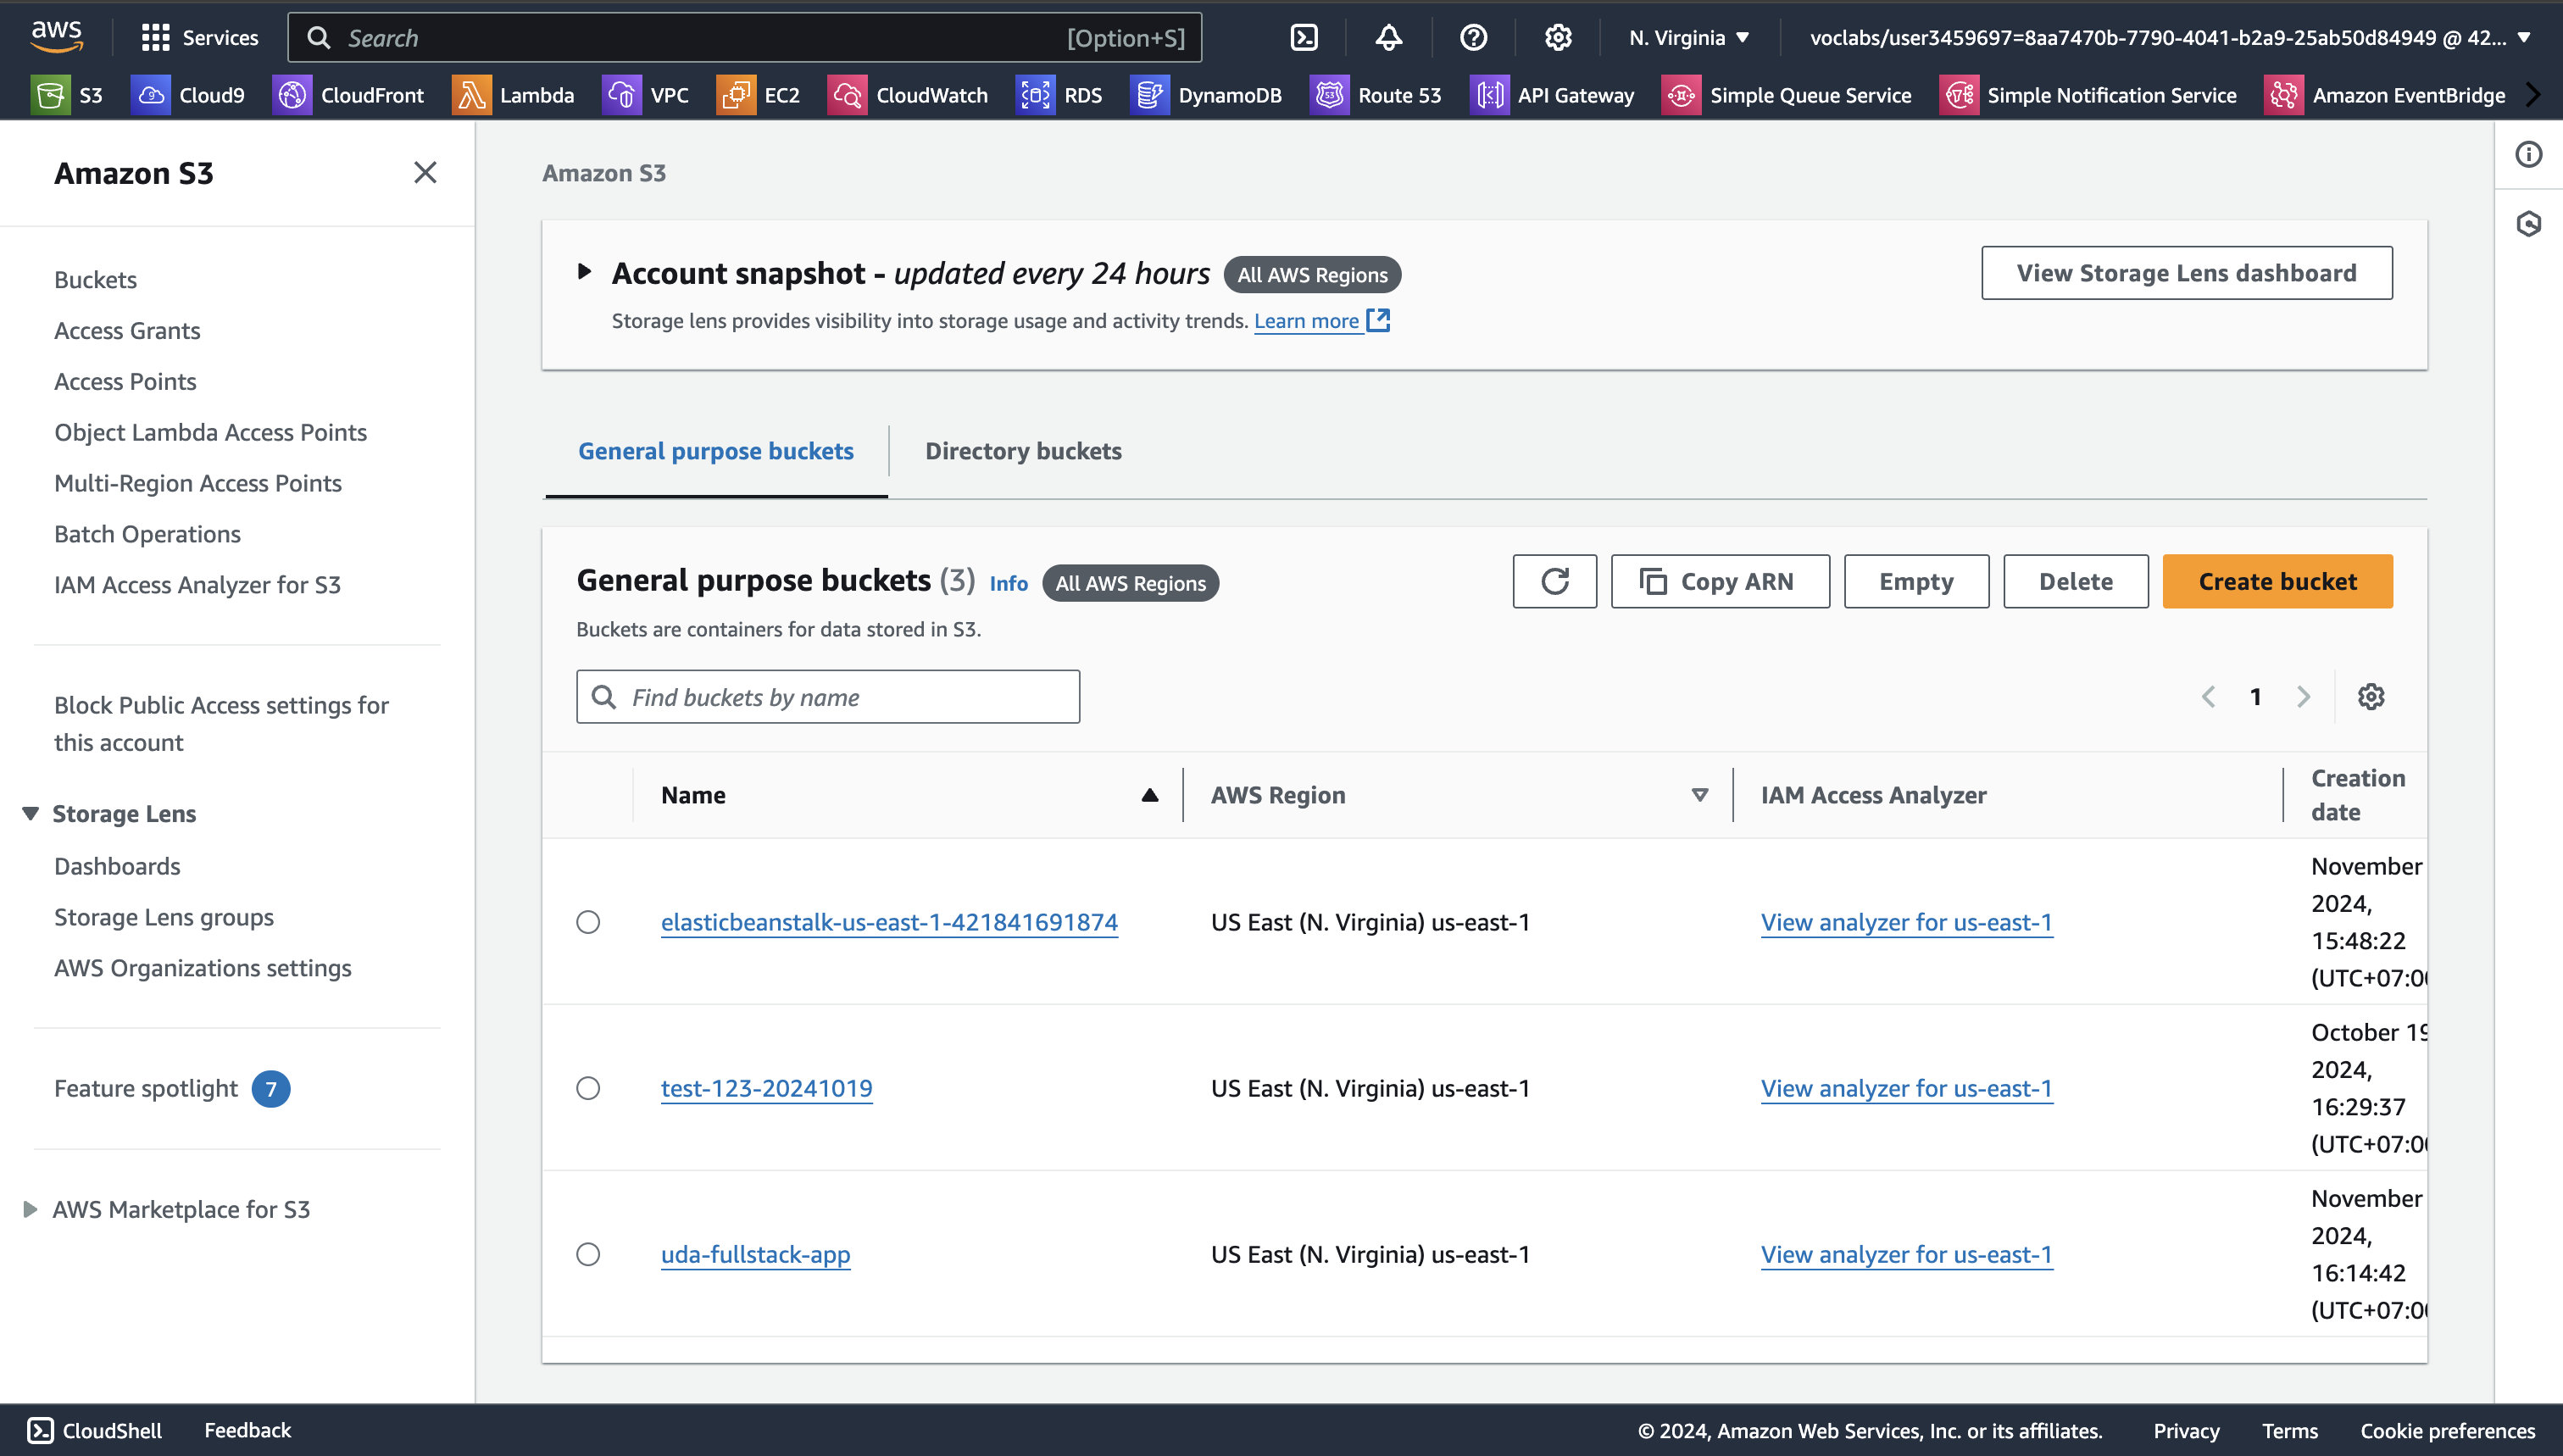 aws
Services
Search
[Option+S]
N. Virginia
voclabs/user3459697=8aa7470b-7790-4041-b2a9-25ab50d84949 @ 42...
S3
Cloud9
CloudFront
Lambda
VPC
EC2
CloudWatch
RDS
DynamoDB
Route 53
API Gateway
Simple Queue Service
Simple Notification Service
Amazon EventBridge
Amazon S3
Buckets
Access Grants
Access Points
Object Lambda Access Points
Multi-Region Access Points
Batch Operations
IAM Access Analyzer for S3
Block Public Access settings for
this account
Storage Lens
Dashboards
Storage Lens groups
AWS Organizations settings
Feature spotlight 7
AWS Marketplace for S3
Amazon S3
Account snapshot - updated every 24 hours All AWS Regions
View Storage Lens dashboard
Storage lens provides visibility into storage usage and activity trends. Learn more
General purpose buckets
Directory buckets
General purpose buckets (3) Info All AWS Regions
Copy ARN
Empty
Delete
Create bucket
Buckets are containers for data stored in S3.
Find buckets by name
1
Name
AWS Region
IAM Access Analyzer
Creation
date
elasticbeanstalk-us-east-1-421841691874
US East (N. Virginia) us-east-1
View analyzer for us-east-1
November
2024,
15:48:22
(UTC+07:00
test-123-20241019
US East (N. Virginia) us-east-1
View analyzer for us-east-1
October 19
2024,
16:29:37
(UTC+07:00
uda-fullstack-app
US East (N. Virginia) us-east-1
View analyzer for us-east-1
November
2024,
16:14:42
(UTC+07:00
CloudShell
Feedback
© 2024, Amazon Web Services, Inc. or its affiliates.
Privacy
Terms
Cookie preferences